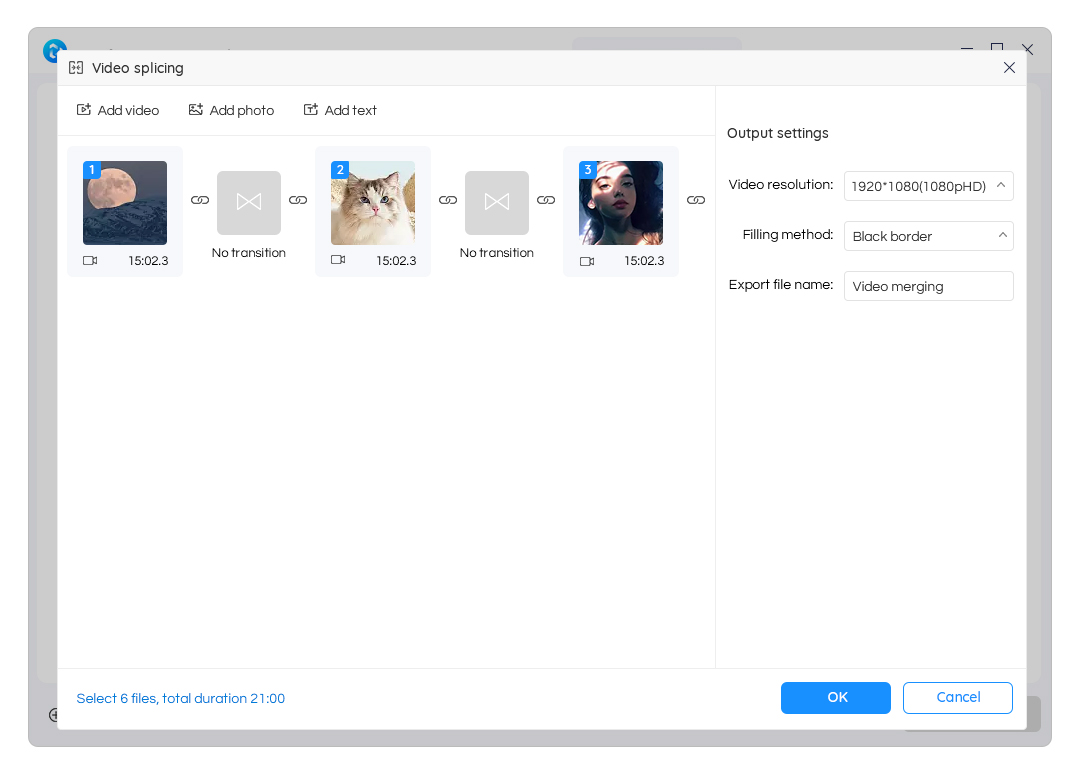 Video splicing
Add video Add photo Add text
Output settings
1 2 3
Video resolution: 1920*1080(1080pHD)
Filling method: Black border
No transition No transition
15:02.3 15:02.3 15:02.3
Export file name: Video merging
Select 6 files, total duration 21:00
OK Cancel